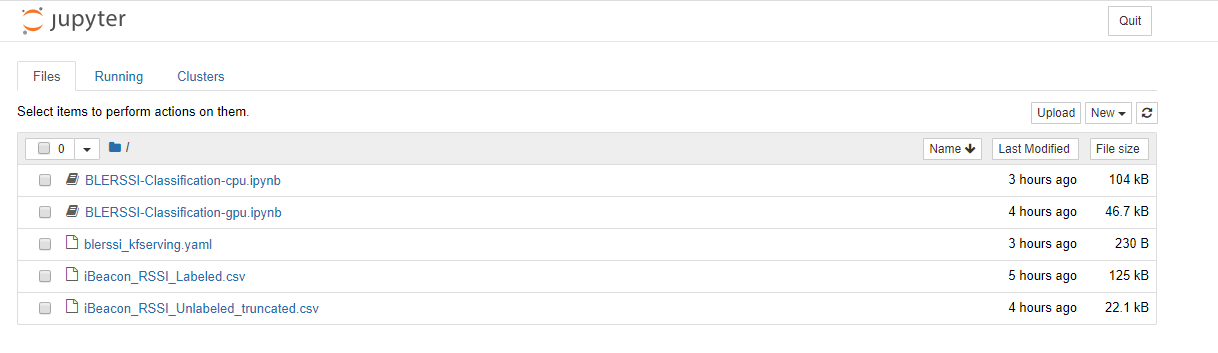 jupyter
Quit
Files Running Clusters
Select items to perform actions on them.
Upload New
0 / Name Last Modified File size
BLERSSI-Classification-cpu.ipynb 3 hours ago 104 kB
BLERSSI-Classification-gpu.ipynb 4 hours ago 46.7 kB
blerssi_kfserving.yaml 3 hours ago 230 B
iBeacon_RSSI_Labeled.csv 5 hours ago 125 kB
iBeacon_RSSI_Unlabeled_truncated.csv 4 hours ago 22.1 kB